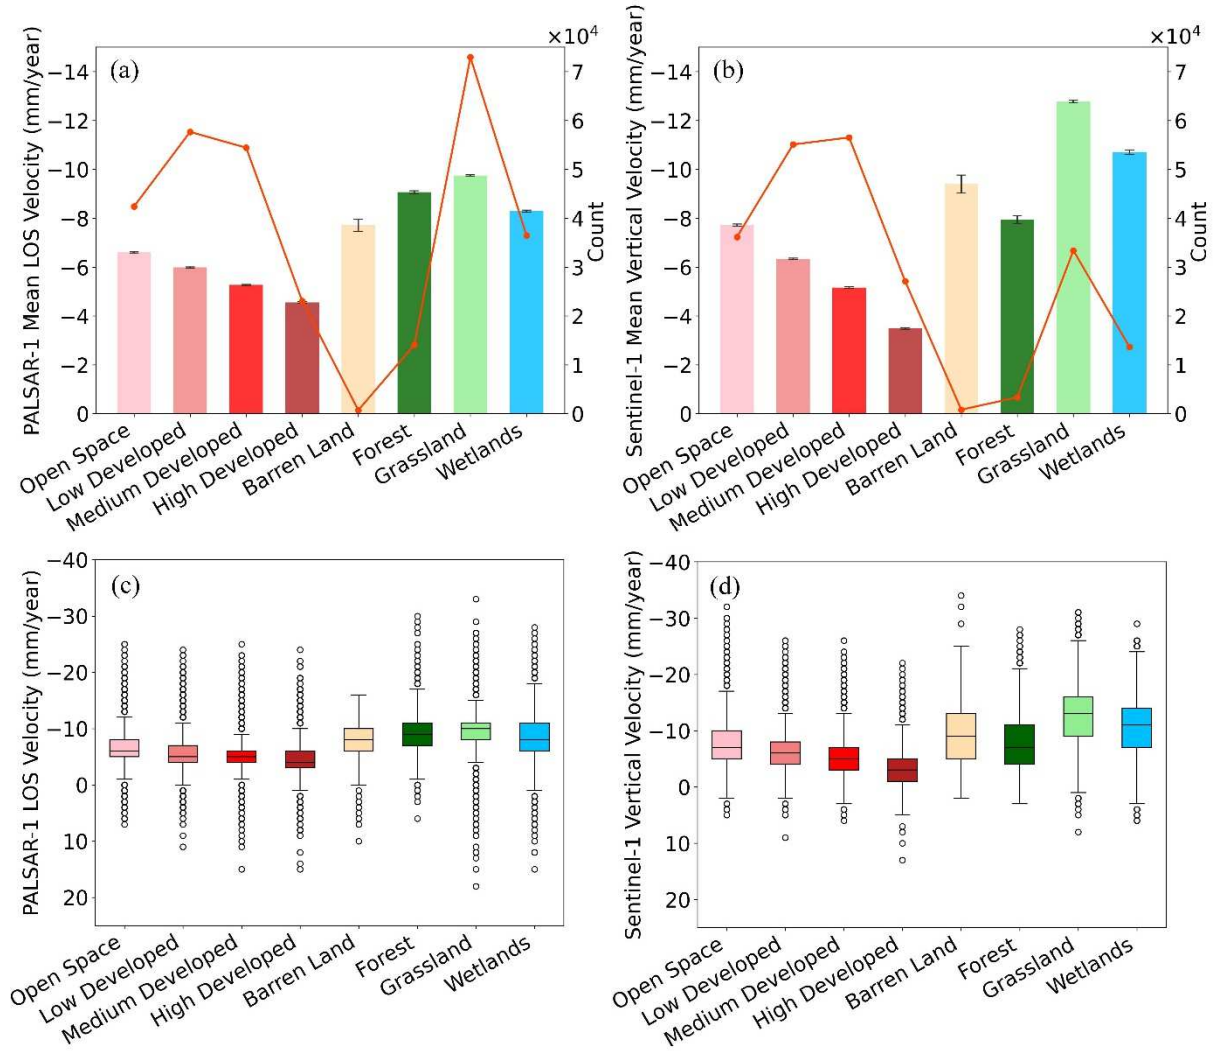 (a)
×10⁴
PALSAR-1 Mean LOS Velocity (mm/year)
−14
−12
−10
−8
−6
−4
−2
0
7
6
5
4
3
2
1
0
Count
Open Space
Low Developed
Medium Developed
High Developed
Barren Land
Forest
Grassland
Wetlands
(b)
×10⁴
Sentinel-1 Mean Vertical Velocity (mm/year)
−14
−12
−10
−8
−6
−4
−2
0
7
6
5
4
3
2
1
0
Count
Open Space
Low Developed
Medium Developed
High Developed
Barren Land
Forest
Grassland
Wetlands
(c)
PALSAR-1 LOS Velocity (mm/year)
−40
−30
−20
−10
0
10
20
Open Space
Low Developed
Medium Developed
High Developed
Barren Land
Forest
Grassland
Wetlands
(d)
Sentinel-1 Vertical Velocity (mm/year)
−40
−30
−20
−10
0
10
20
Open Space
Low Developed
Medium Developed
High Developed
Barren Land
Forest
Grassland
Wetlands